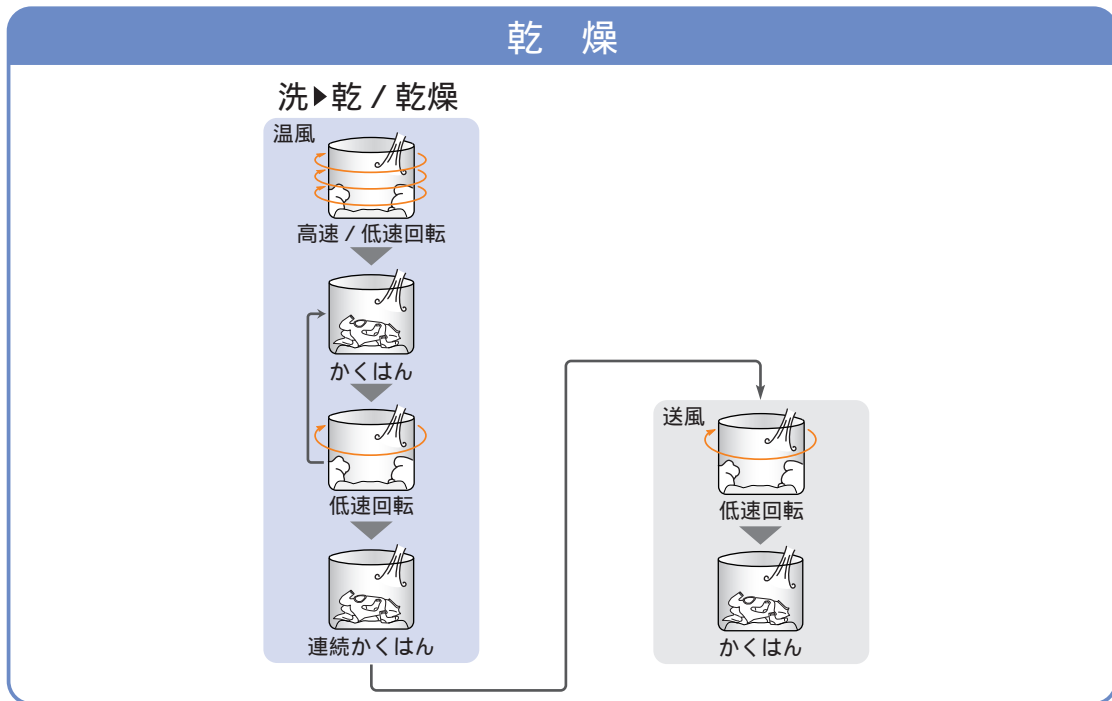 乾 燥
洗▶乾 / 乾燥
温風
高速 / 低速回転
かくはん
低速回転
連続かくはん
送風
低速回転
かくはん